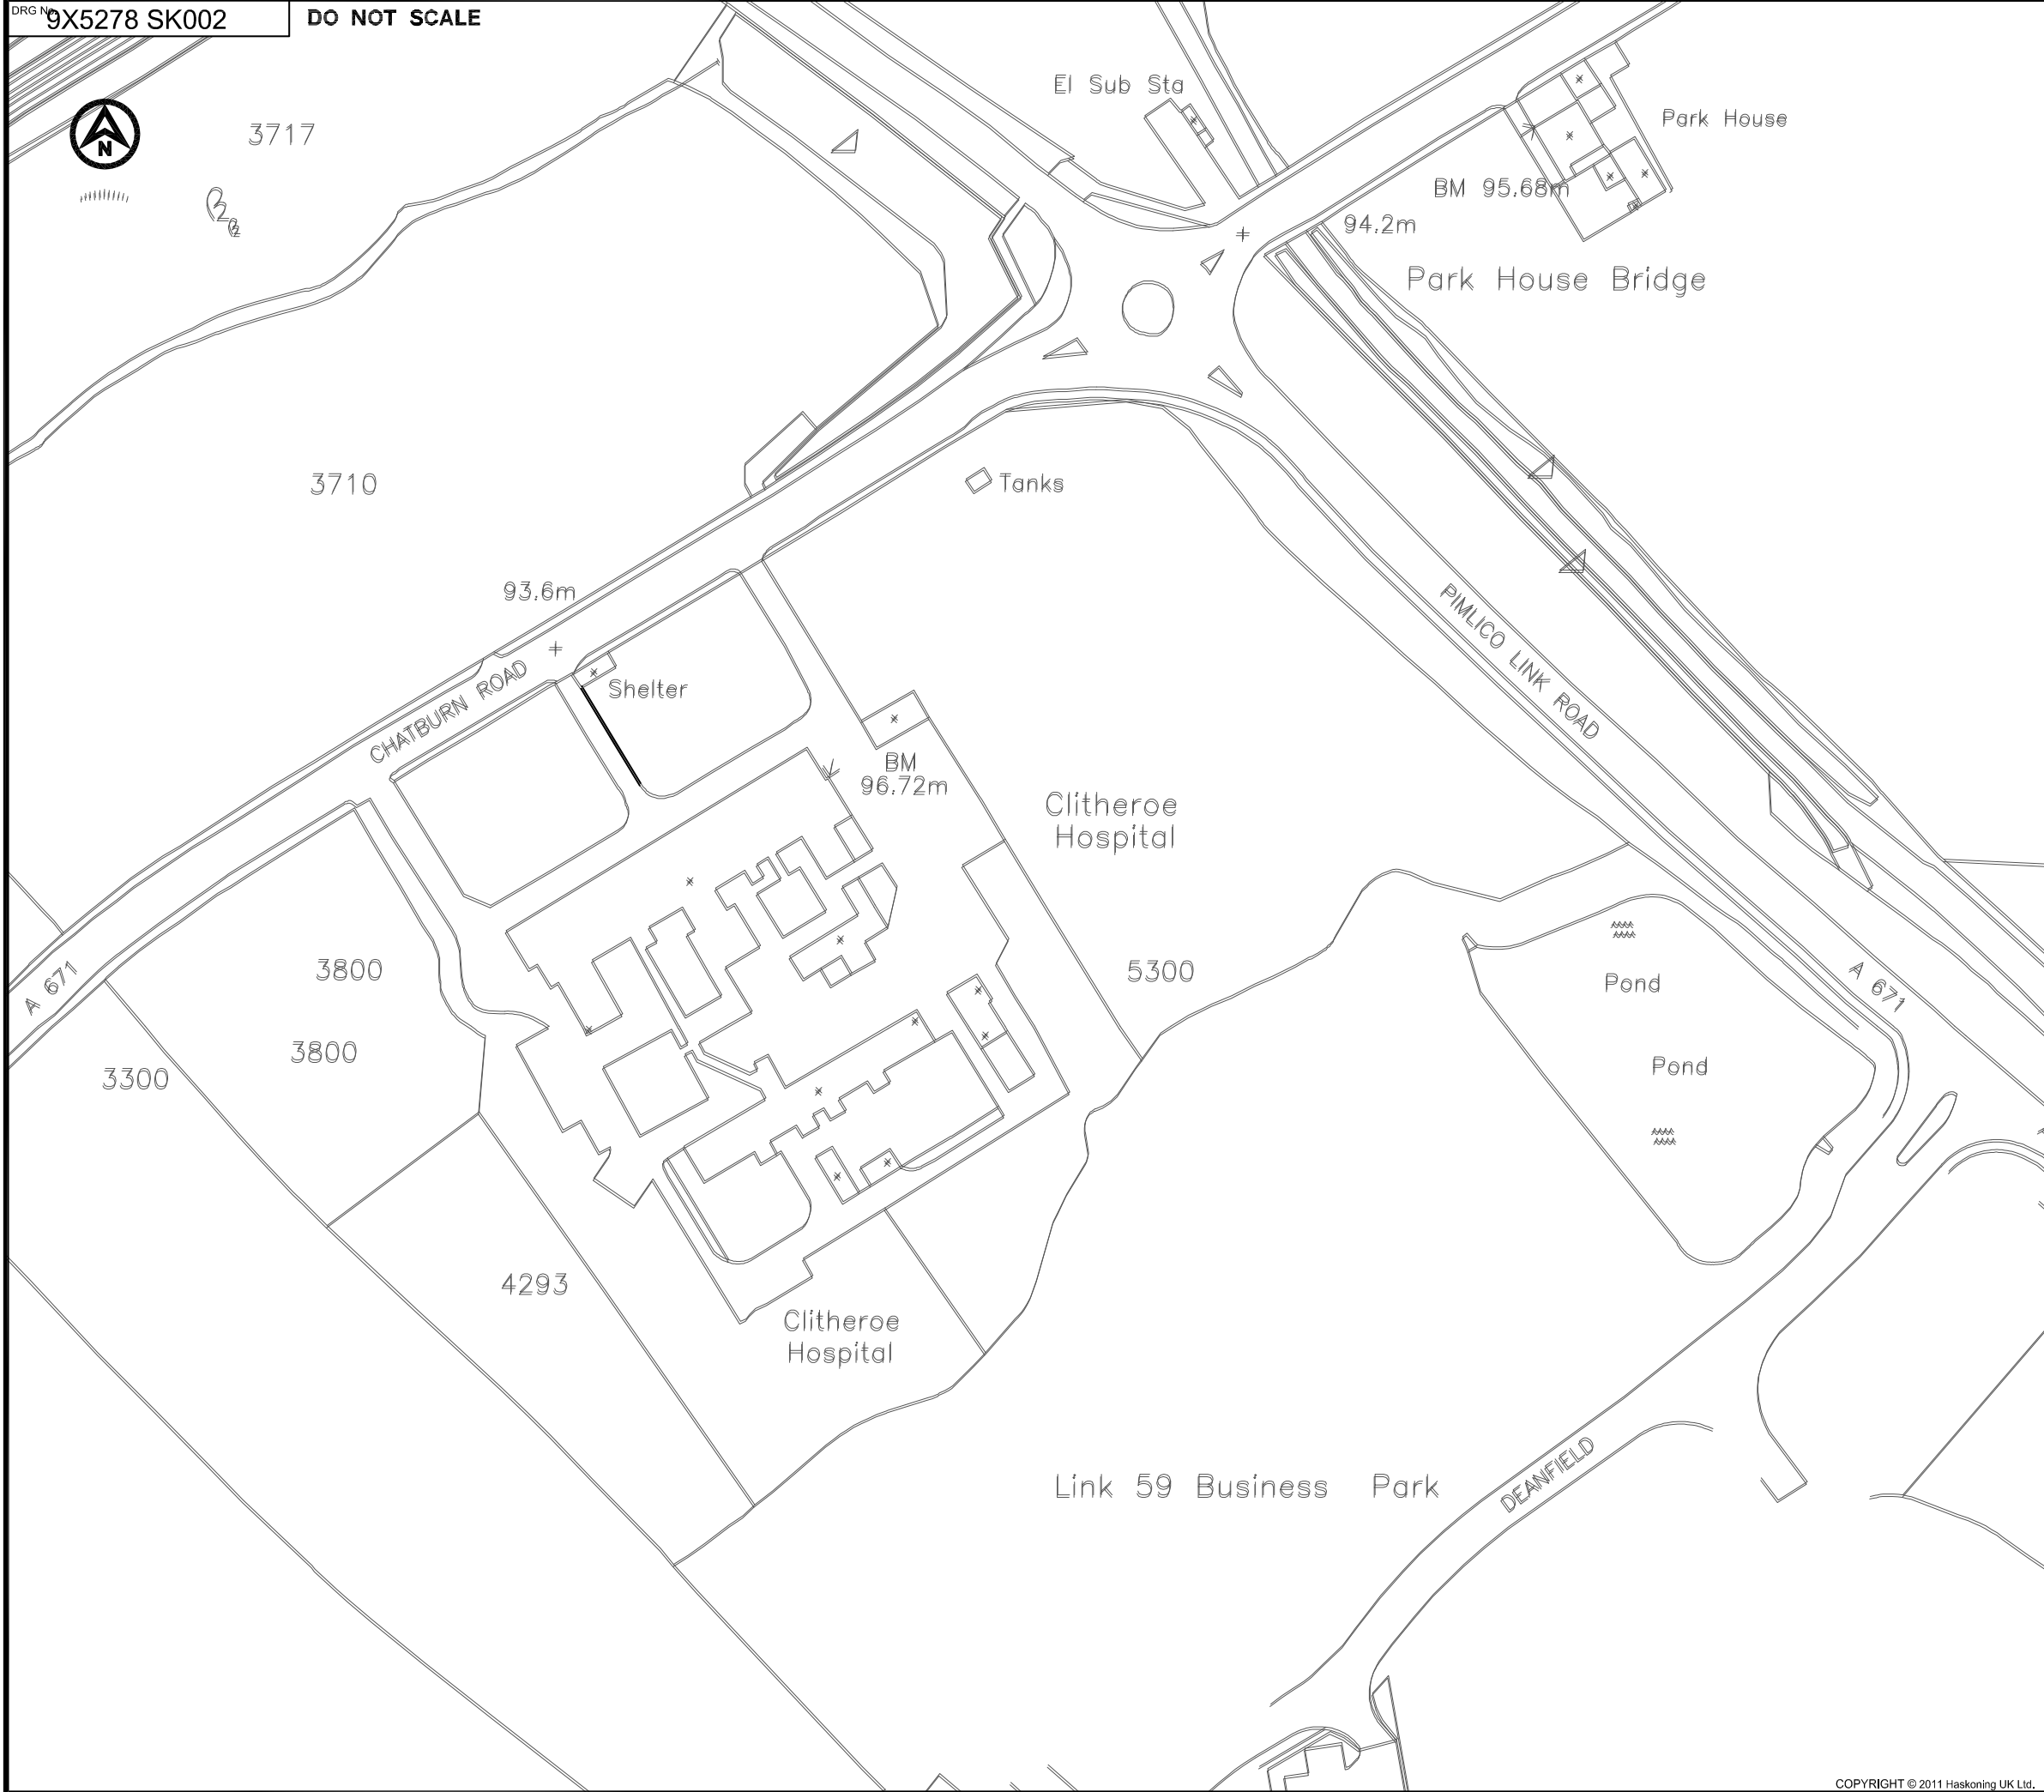 DRG No.
9X5278 SK002
DO NOT SCALE
N
3717
El Sub Sta
Park House
BM 95.68m
94.2m
Park House Bridge
3710
Tanks
93.6m
PIMLICO LINK ROAD
CHATBURN ROAD
Shelter
BM
96.72m
Clitheroe
Hospital
A 671
3800
5300
Pond
A 671
3800
3300
Pond
4293
Clitheroe
Hospital
Link 59 Business Park
DEANFIELD
COPYRIGHT © 2011 Haskoning UK Ltd.